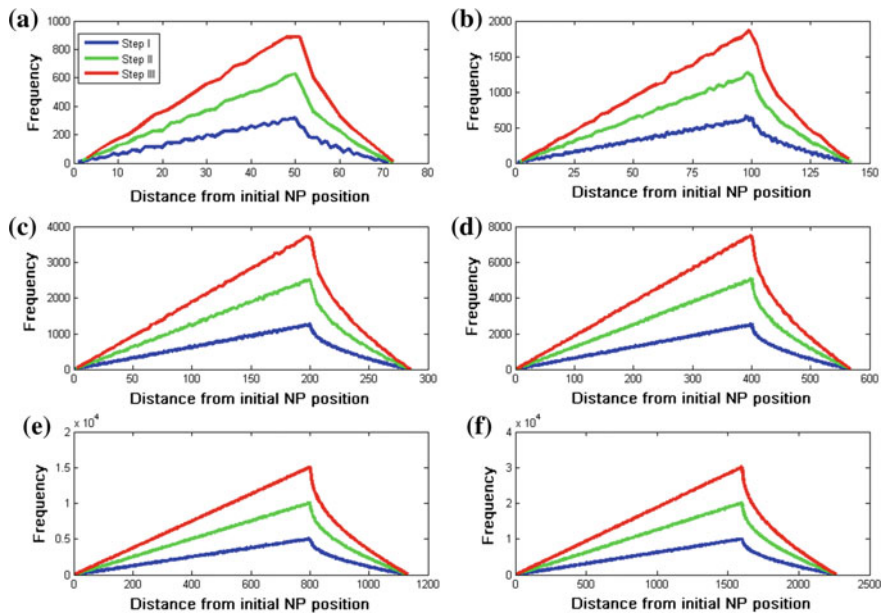 (a)
Frequency
1000
800
600
400
200
0
Step I
Step II
Step III
0 10 20 30 40 50 60 70 80
Distance from initial NP position
(b)
Frequency
2000
1500
1000
500
0
0 25 50 75 100 125 150
Distance from initial NP position
(c)
Frequency
4000
3000
2000
1000
0
0 50 100 150 200 250 300
Distance from initial NP position
(d)
Frequency
8000
6000
4000
2000
0
0 100 200 300 400 500 600
Distance from initial NP position
(e)
x 10⁴
Frequency
2
1.5
1
0.5
0
0 200 400 600 800 1000 1200
Distance from initial NP position
(f)
x 10⁴
Frequency
4
3
2
1
0
0 500 1000 1500 2000 2500
Distance from initial NP position